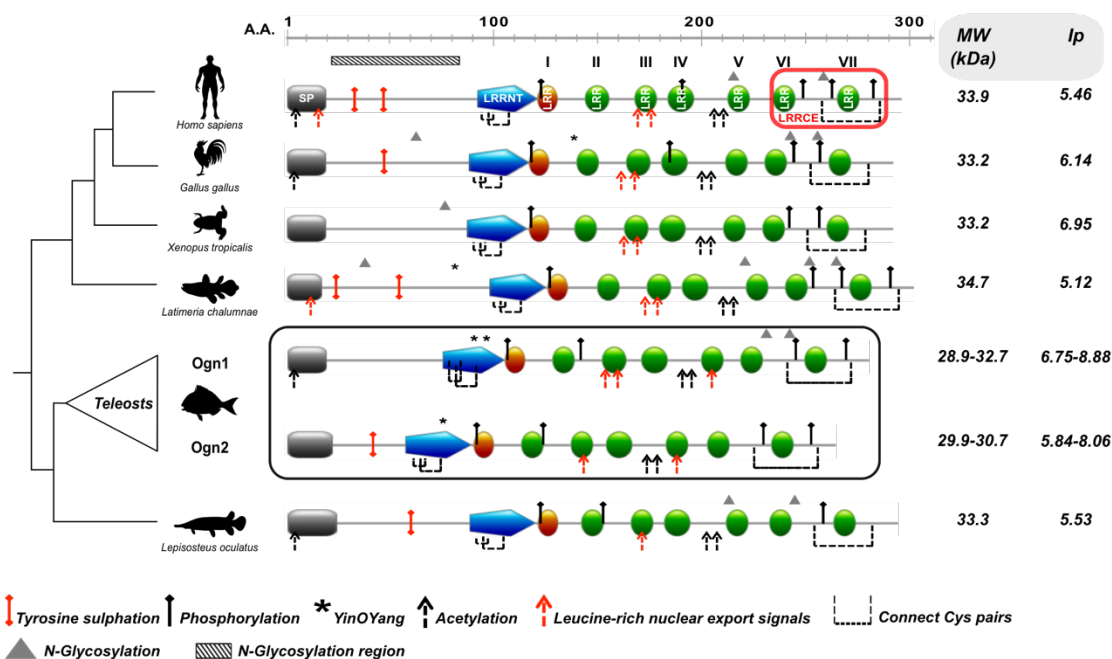 A.A. 1 100 200 300
MW (kDa) Ip
I II III IV V VI VII
SP LRRNT LRR LRR LRR LRR LRR LRR LRR
LRRCE
Homo sapiens 33.9 5.46
*
Gallus gallus 33.2 6.14
Xenopus tropicalis 33.2 6.95
*
Latimeria chalumnae 34.7 5.12
* *
Ogn1 28.9-32.7 6.75-8.88
Teleosts
*
Ogn2 29.9-30.7 5.84-8.06
Lepisosteus oculatus 33.3 5.53
Tyrosine sulphation Phosphorylation * YinOYang Acetylation Leucine-rich nuclear export signals Connect Cys pairs
N-Glycosylation N-Glycosylation region